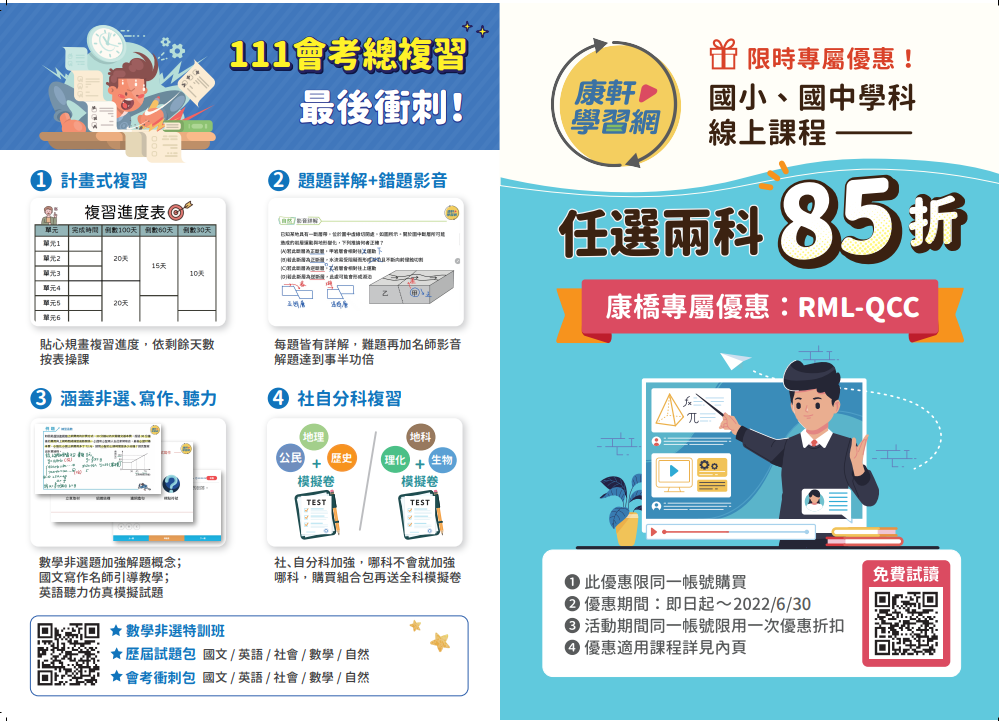 111會考總複習
最後衝刺!
1 計畫式複習
複習進度表
單元 完成時間 倒數100天 倒數60天 倒數30天
單元1
單元2
單元3
單元4
單元5
單元6
20天
15天
10天
20天
貼心規畫複習進度，依剩餘天數
按表操課
2 題題詳解+錯題影音
自然 影音詳解
乙 甲
每題皆有詳解，難題再加名師影音
解題達到事半功倍
3 涵蓋非選、寫作、聽力
數學非選題加強解題概念；
國文寫作名師引導教學；
英語聽力仿真模擬試題
4 社自分科複習
地理
公民 + 歷史
模擬卷
TEST
地科
理化 + 生物
模擬卷
TEST
社、自分科加強，哪科不會就加強
哪科，購買組合包再送全科模擬卷
★ 數學非選特訓班
★ 歷屆試題包 國文 / 英語 / 社會 / 數學 / 自然
★ 會考衝刺包 國文 / 英語 / 社會 / 數學 / 自然
康軒
學習網
限時專屬優惠！
國小、國中學科
線上課程
任選兩科 85折
康橋專屬優惠：RML-QCC
fx
π
❶ 此優惠限同一帳號購買
❷ 優惠期間：即日起～2022/6/30
❸ 活動期間同一帳號限用一次優惠折扣
❹ 優惠適用課程詳見內頁
免費試讀